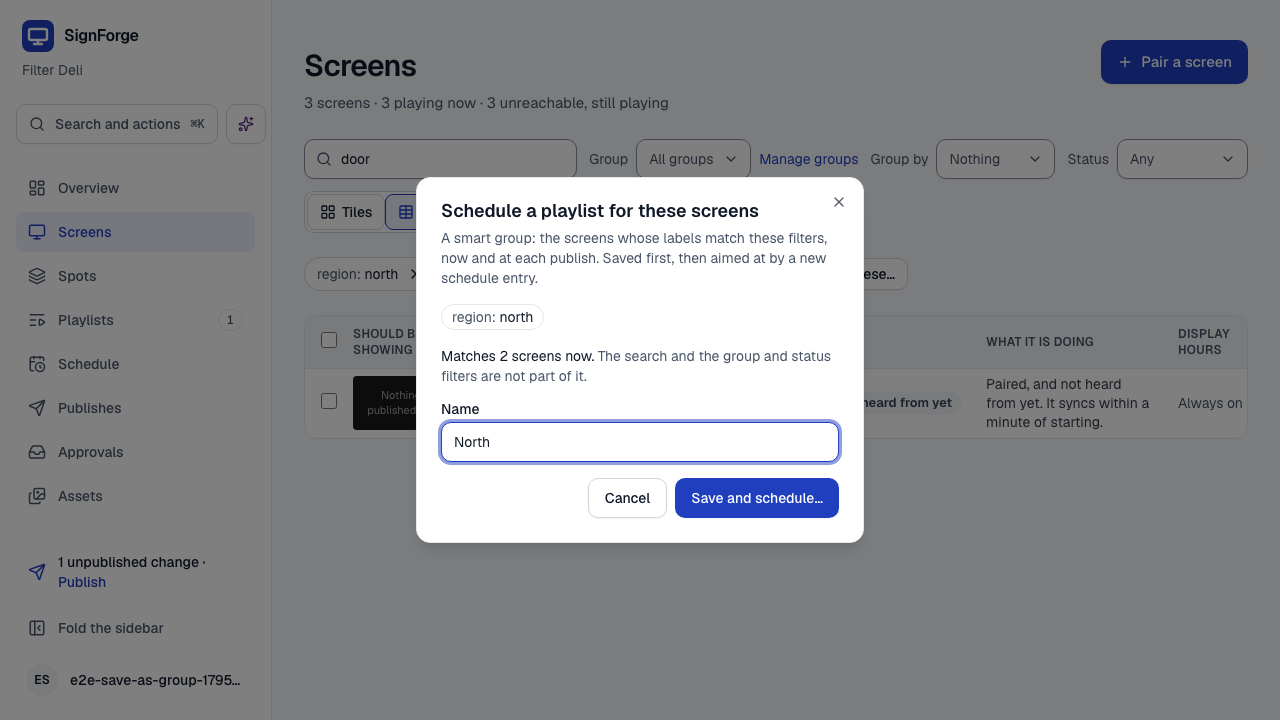 SignForge
Filter Deli
Search and actions ⌘K
Overview
Screens
Spots
Playlists 1
Schedule
Publishes
Approvals
Assets
1 unpublished change ·
Publish
Fold the sidebar
ES e2e-save-as-group-1795...
Screens
3 screens · 3 playing now · 3 unreachable, still playing
+ Pair a screen
door
Group All groups Manage groups Group by Nothing Status Any
Tiles
region: north
ese...
SHOULD B
SHOWING
WHAT IT IS DOING
DISPLAY
HOURS
Nothing
published
heard from yet
Paired, and not heard
from yet. It syncs within a
minute of starting.
Always on
Schedule a playlist for these screens
A smart group: the screens whose labels match these filters,
now and at each publish. Saved first, then aimed at by a new
schedule entry.
region: north
Matches 2 screens now. The search and the group and status
filters are not part of it.
Name
North
Cancel
Save and schedule...